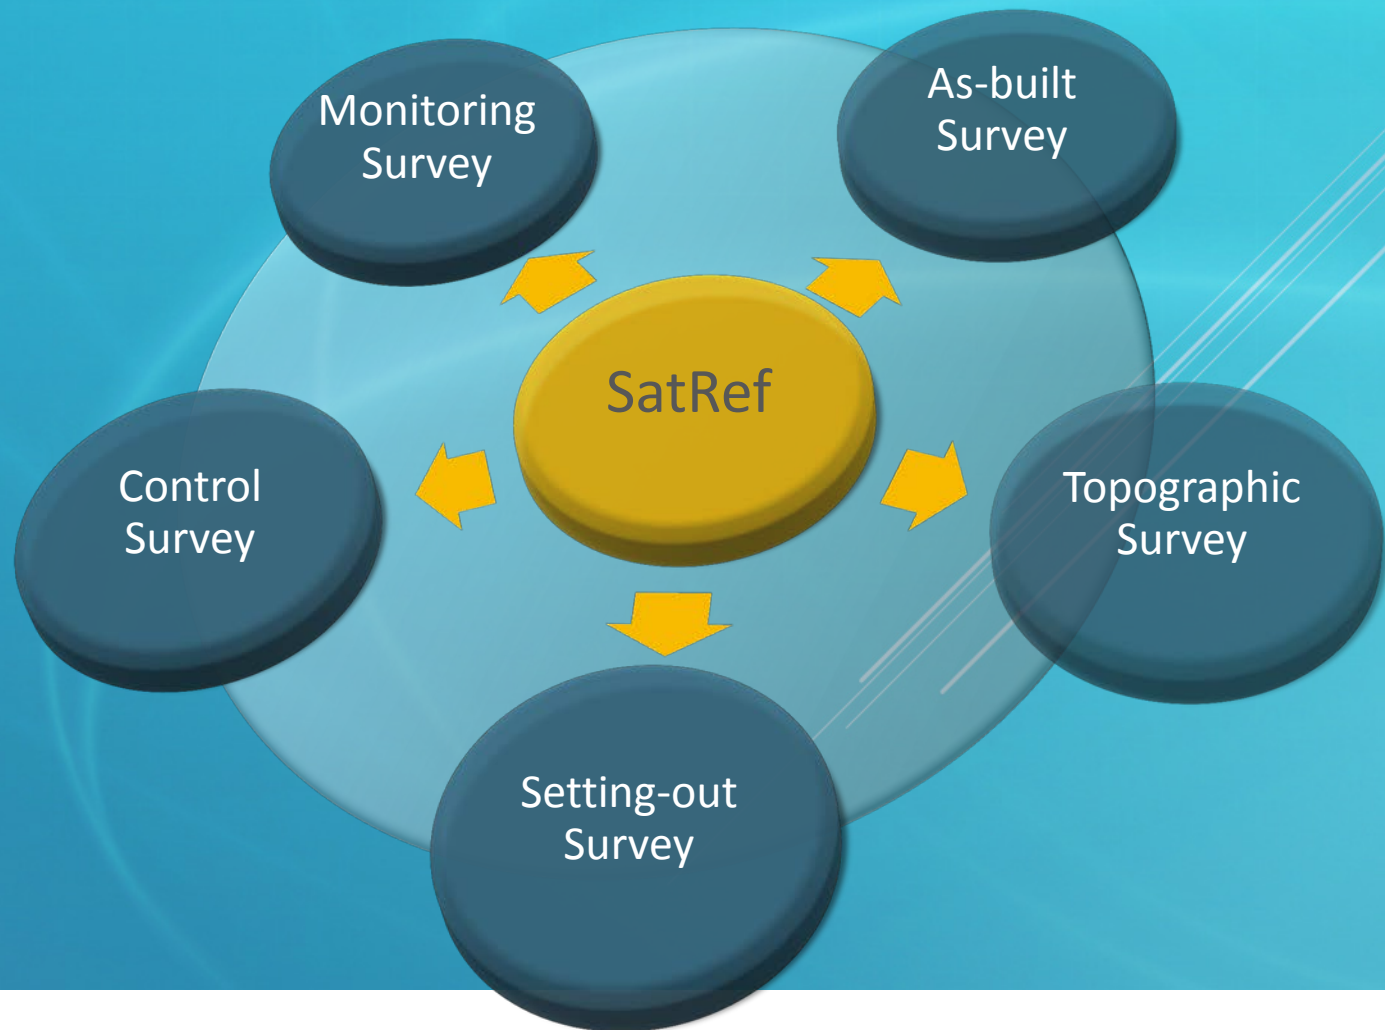 Monitoring
Survey
As-built
Survey
SatRef
Control
Survey
Topographic
Survey
Setting-out
Survey